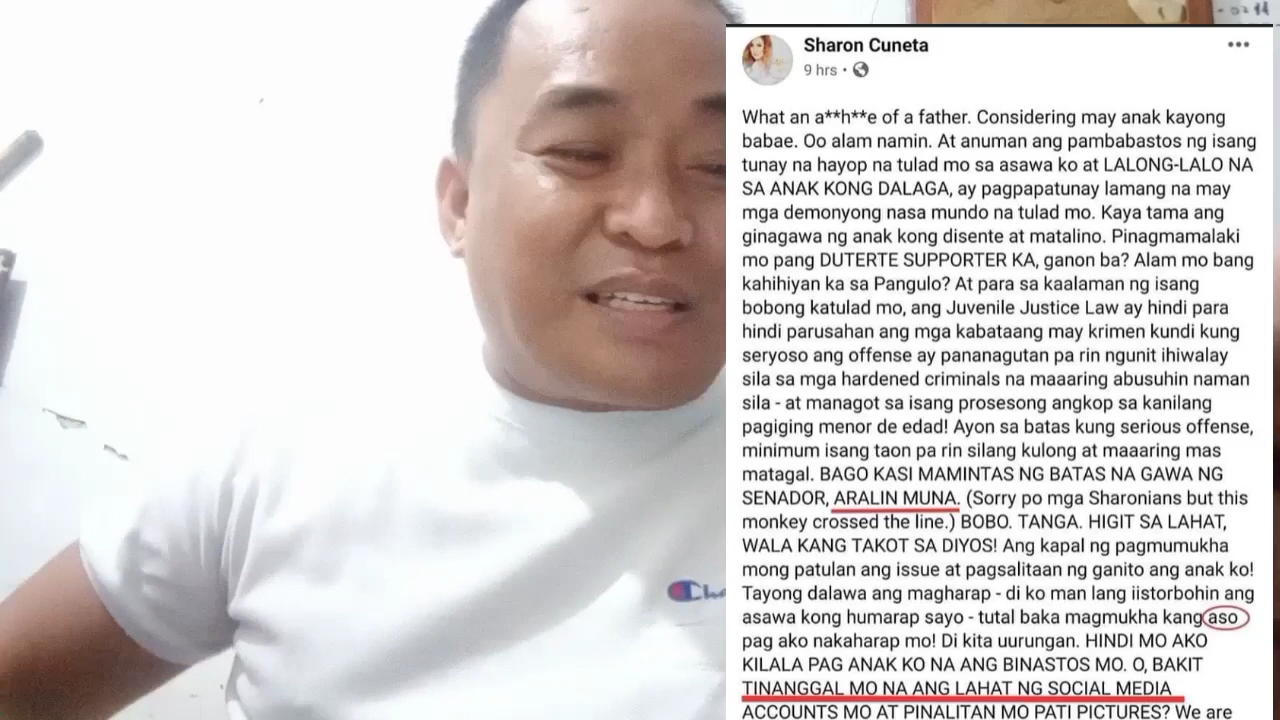 Sharon Cuneta
9 hrs
What an a**h**e of a father. Considering may anak kayong
babae. Oo alam namin. At anuman ang pambabastos ng isang
tunay na hayop na tulad mo sa asawa ko at LALONG-LALO NA
SA ANAK KONG DALAGA, ay pagpapatunay lamang na may
mga demonyong nasa mundo na tulad mo. Kaya tama ang
ginagawa ng anak kong disente at matalino. Pinagmamalaki
mo pang DUTERTE SUPPORTER KA, ganon ba? Alam mo bang
kahihiyan ka sa Pangulo? At para sa kaalaman ng isang
bobong katulad mo, ang Juvenile Justice Law ay hindi para
hindi parusahan ang mga kabataang may krimen kundi kung
seryoso ang offense ay pananagutan pa rin ngunit ihiwalay
sila sa mga hardened criminals na maaaring abusuhin naman
sila - at managot sa isang prosesong angkop sa kanilang
pagiging menor de edad! Ayon sa batas kung serious offense,
minimum isang taon pa rin silang kulong at maaaring mas
matagal. BAGO KASI MAMINTAS NG BATAS NA GAWA NG
SENADOR, ARALIN MUNA. (Sorry po mga Sharonians but this
monkey crossed the line.) BOBO. TANGA. HIGIT SA LAHAT,
WALA KANG TAKOT SA DIYOS! Ang kapal ng pagmumukha
mong patulan ang issue at pagsalitaan ng ganito ang anak ko!
Tayong dalawa ang magharap - di ko man lang iistorbohin ang
asawa kong humarap sayo - tutal baka magmukha kang aso
pag ako nakaharap mo! Di kita uurungan. HINDI MO AKO
KILALA PAG ANAK KO NA ANG BINASTOS MO. O, BAKIT
TINANGGAL MO NA ANG LAHAT NG SOCIAL MEDIA
ACCOUNTS MO AT PINALITAN MO PATI PICTURES? We are